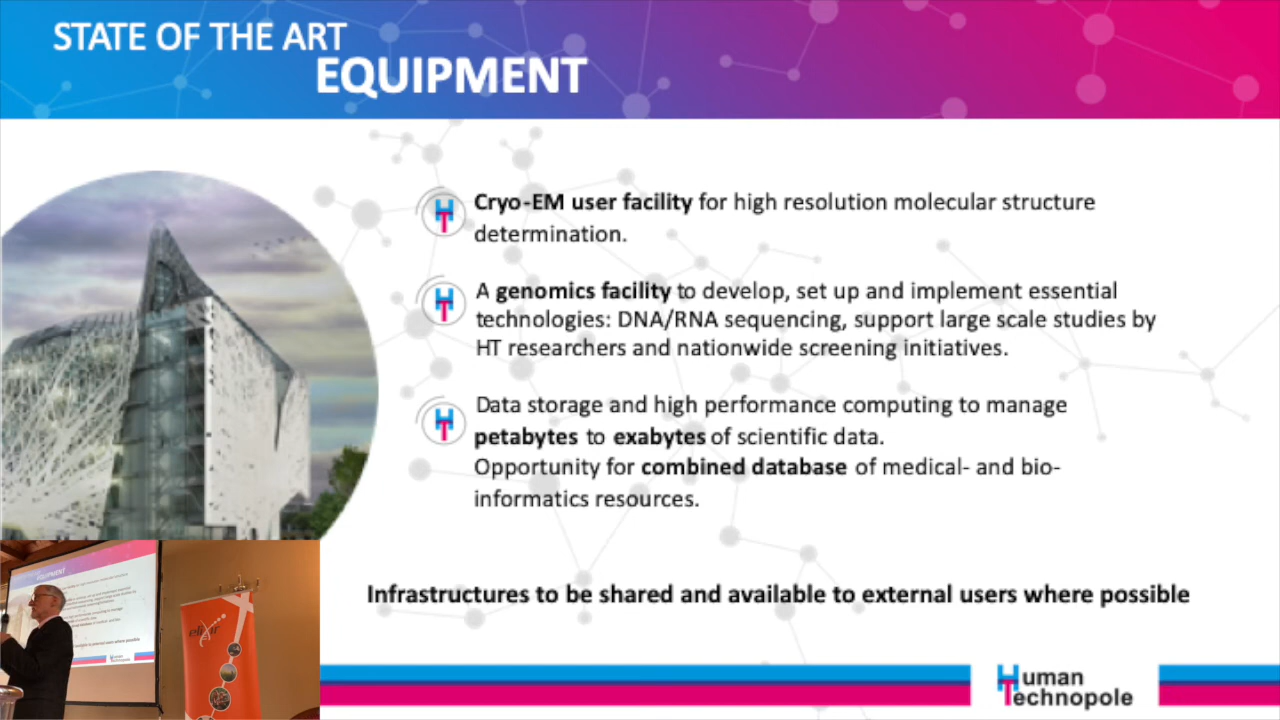 STATE OF THE ART
EQUIPMENT
Cryo-EM user facility for high resolution molecular structure
determination.
A genomics facility to develop, set up and implement essential
technologies: DNA/RNA sequencing, support large scale studies by
HT researchers and nationwide screening initiatives.
Data storage and high performance computing to manage
petabytes to exabytes of scientific data.
Opportunity for combined database of medical- and bio-
informatics resources.
Infrastructures to be shared and available to external users where possible
EQUIPMENT
elixir
Human
Technopole